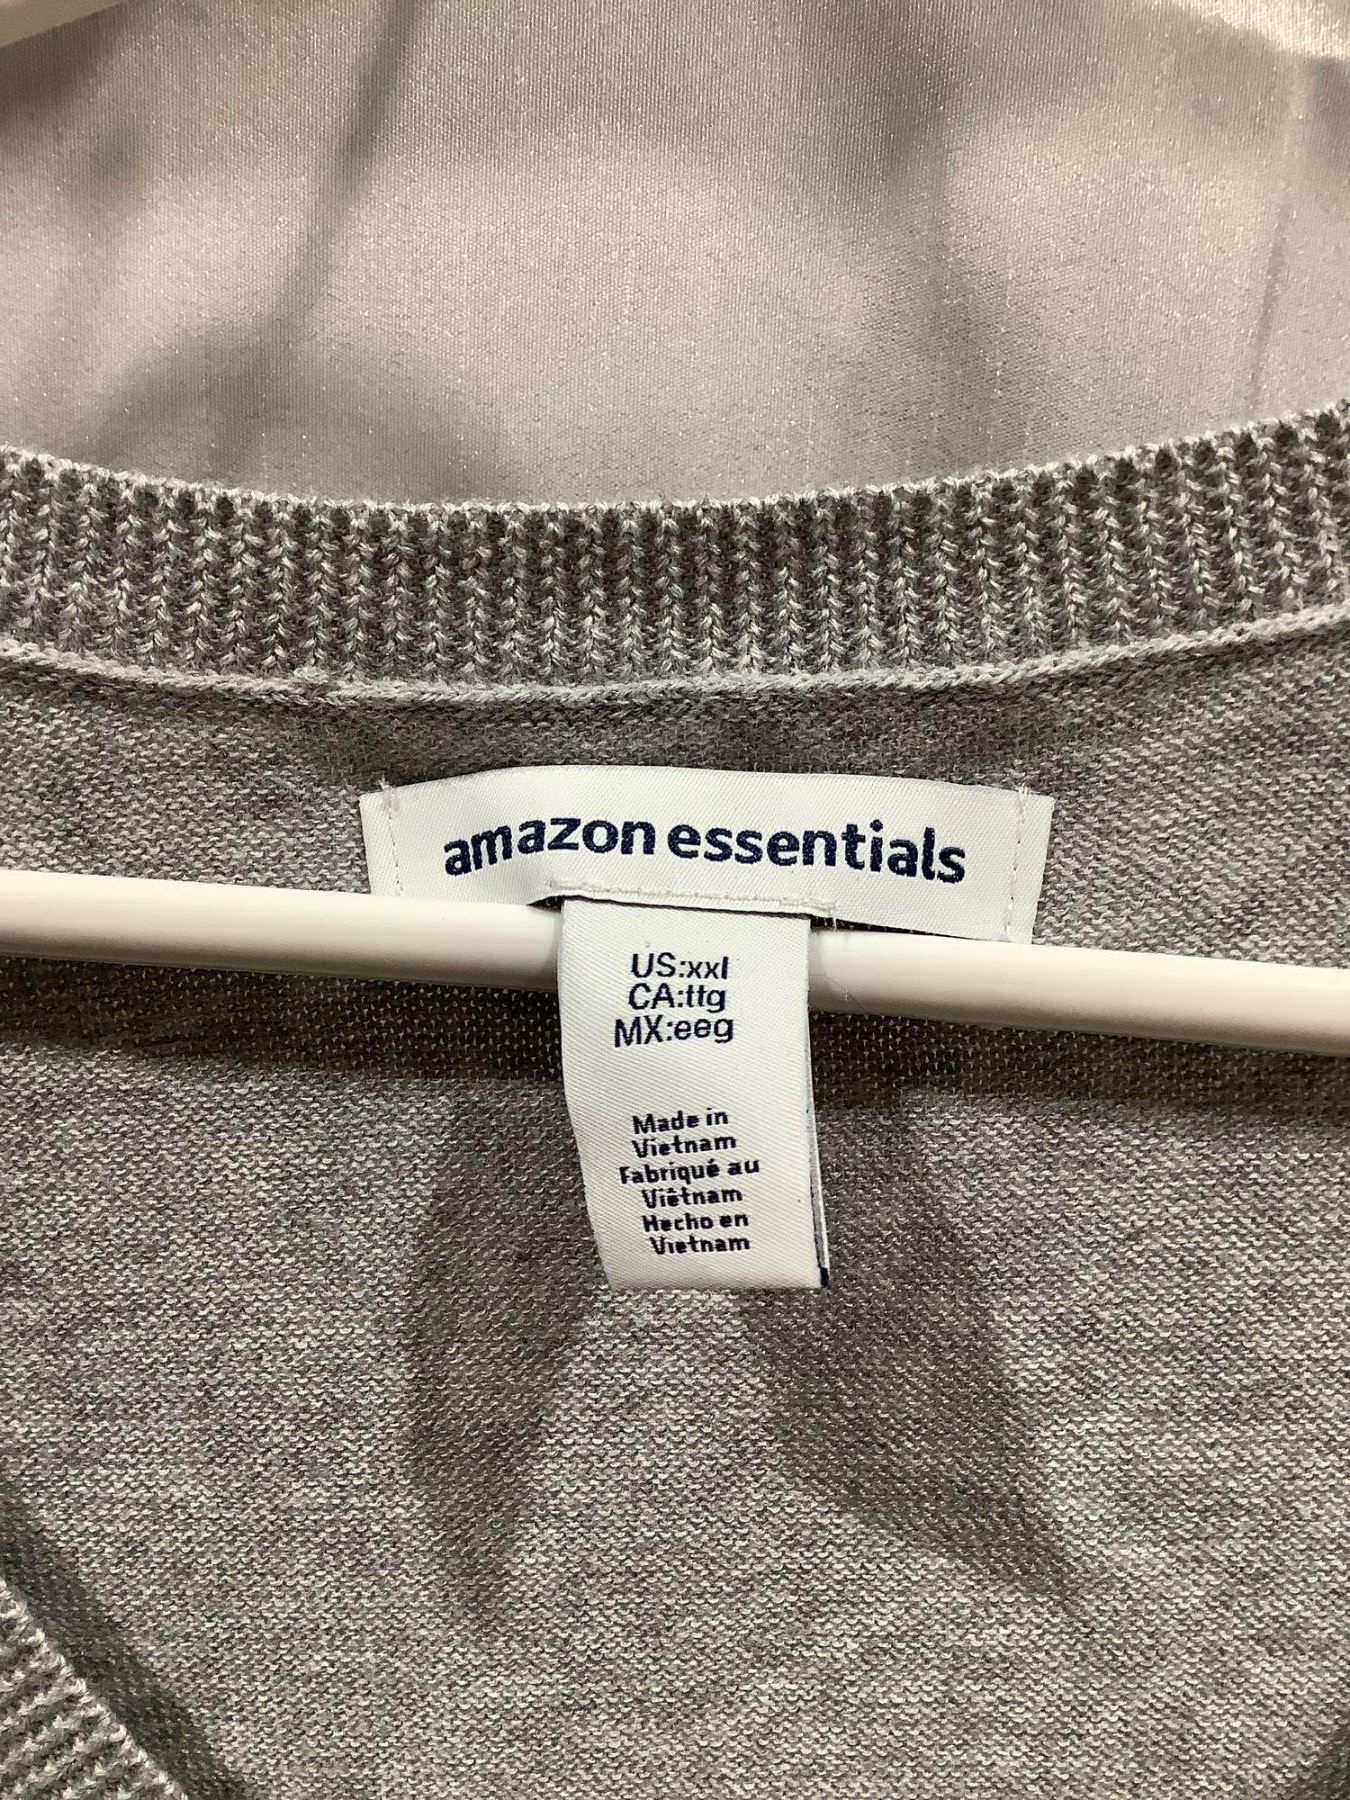 amazon essentials
US:xxl
CA:ttg
MX:eeg
Made in
Vietnam
Fabriqué au
Viêtnam
Hecho en
Vietnam